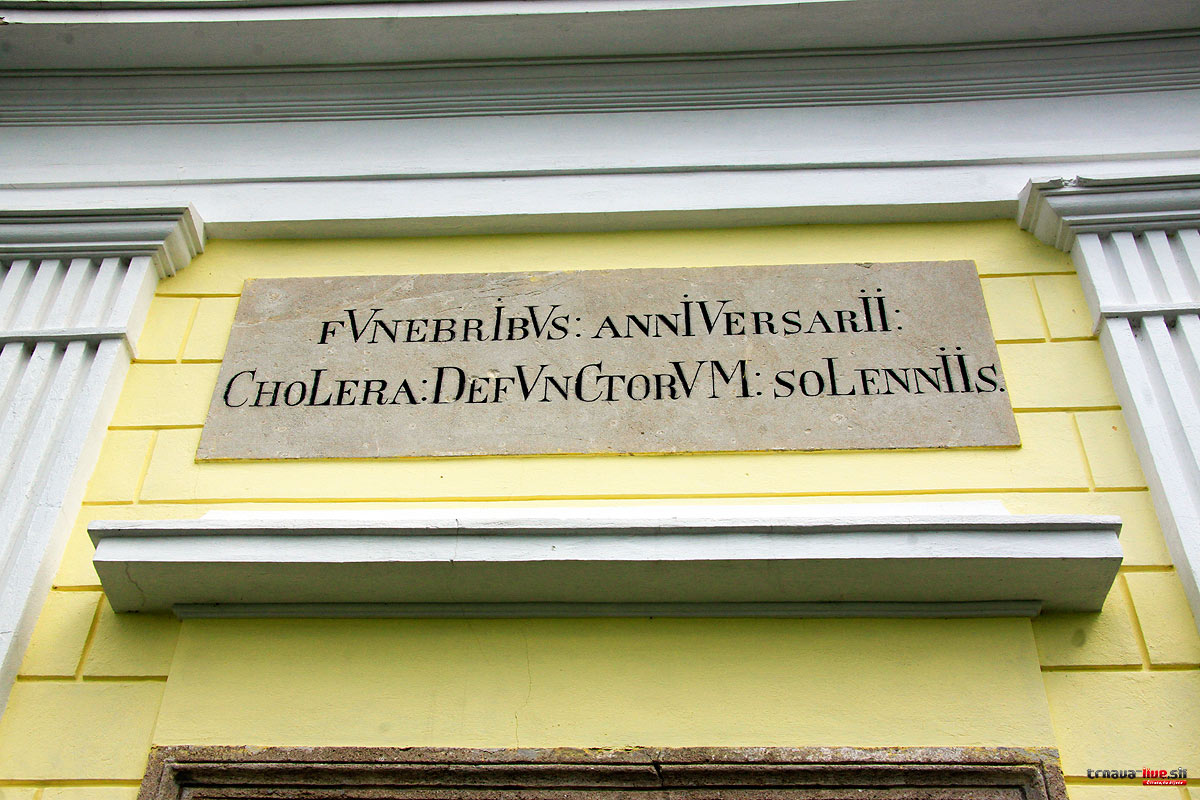 FVNEBRIBVS: ANNIVERSARII:
CHOLERA: DEFVNCTORVM: SOLENNIIS.
trnava-live.sk